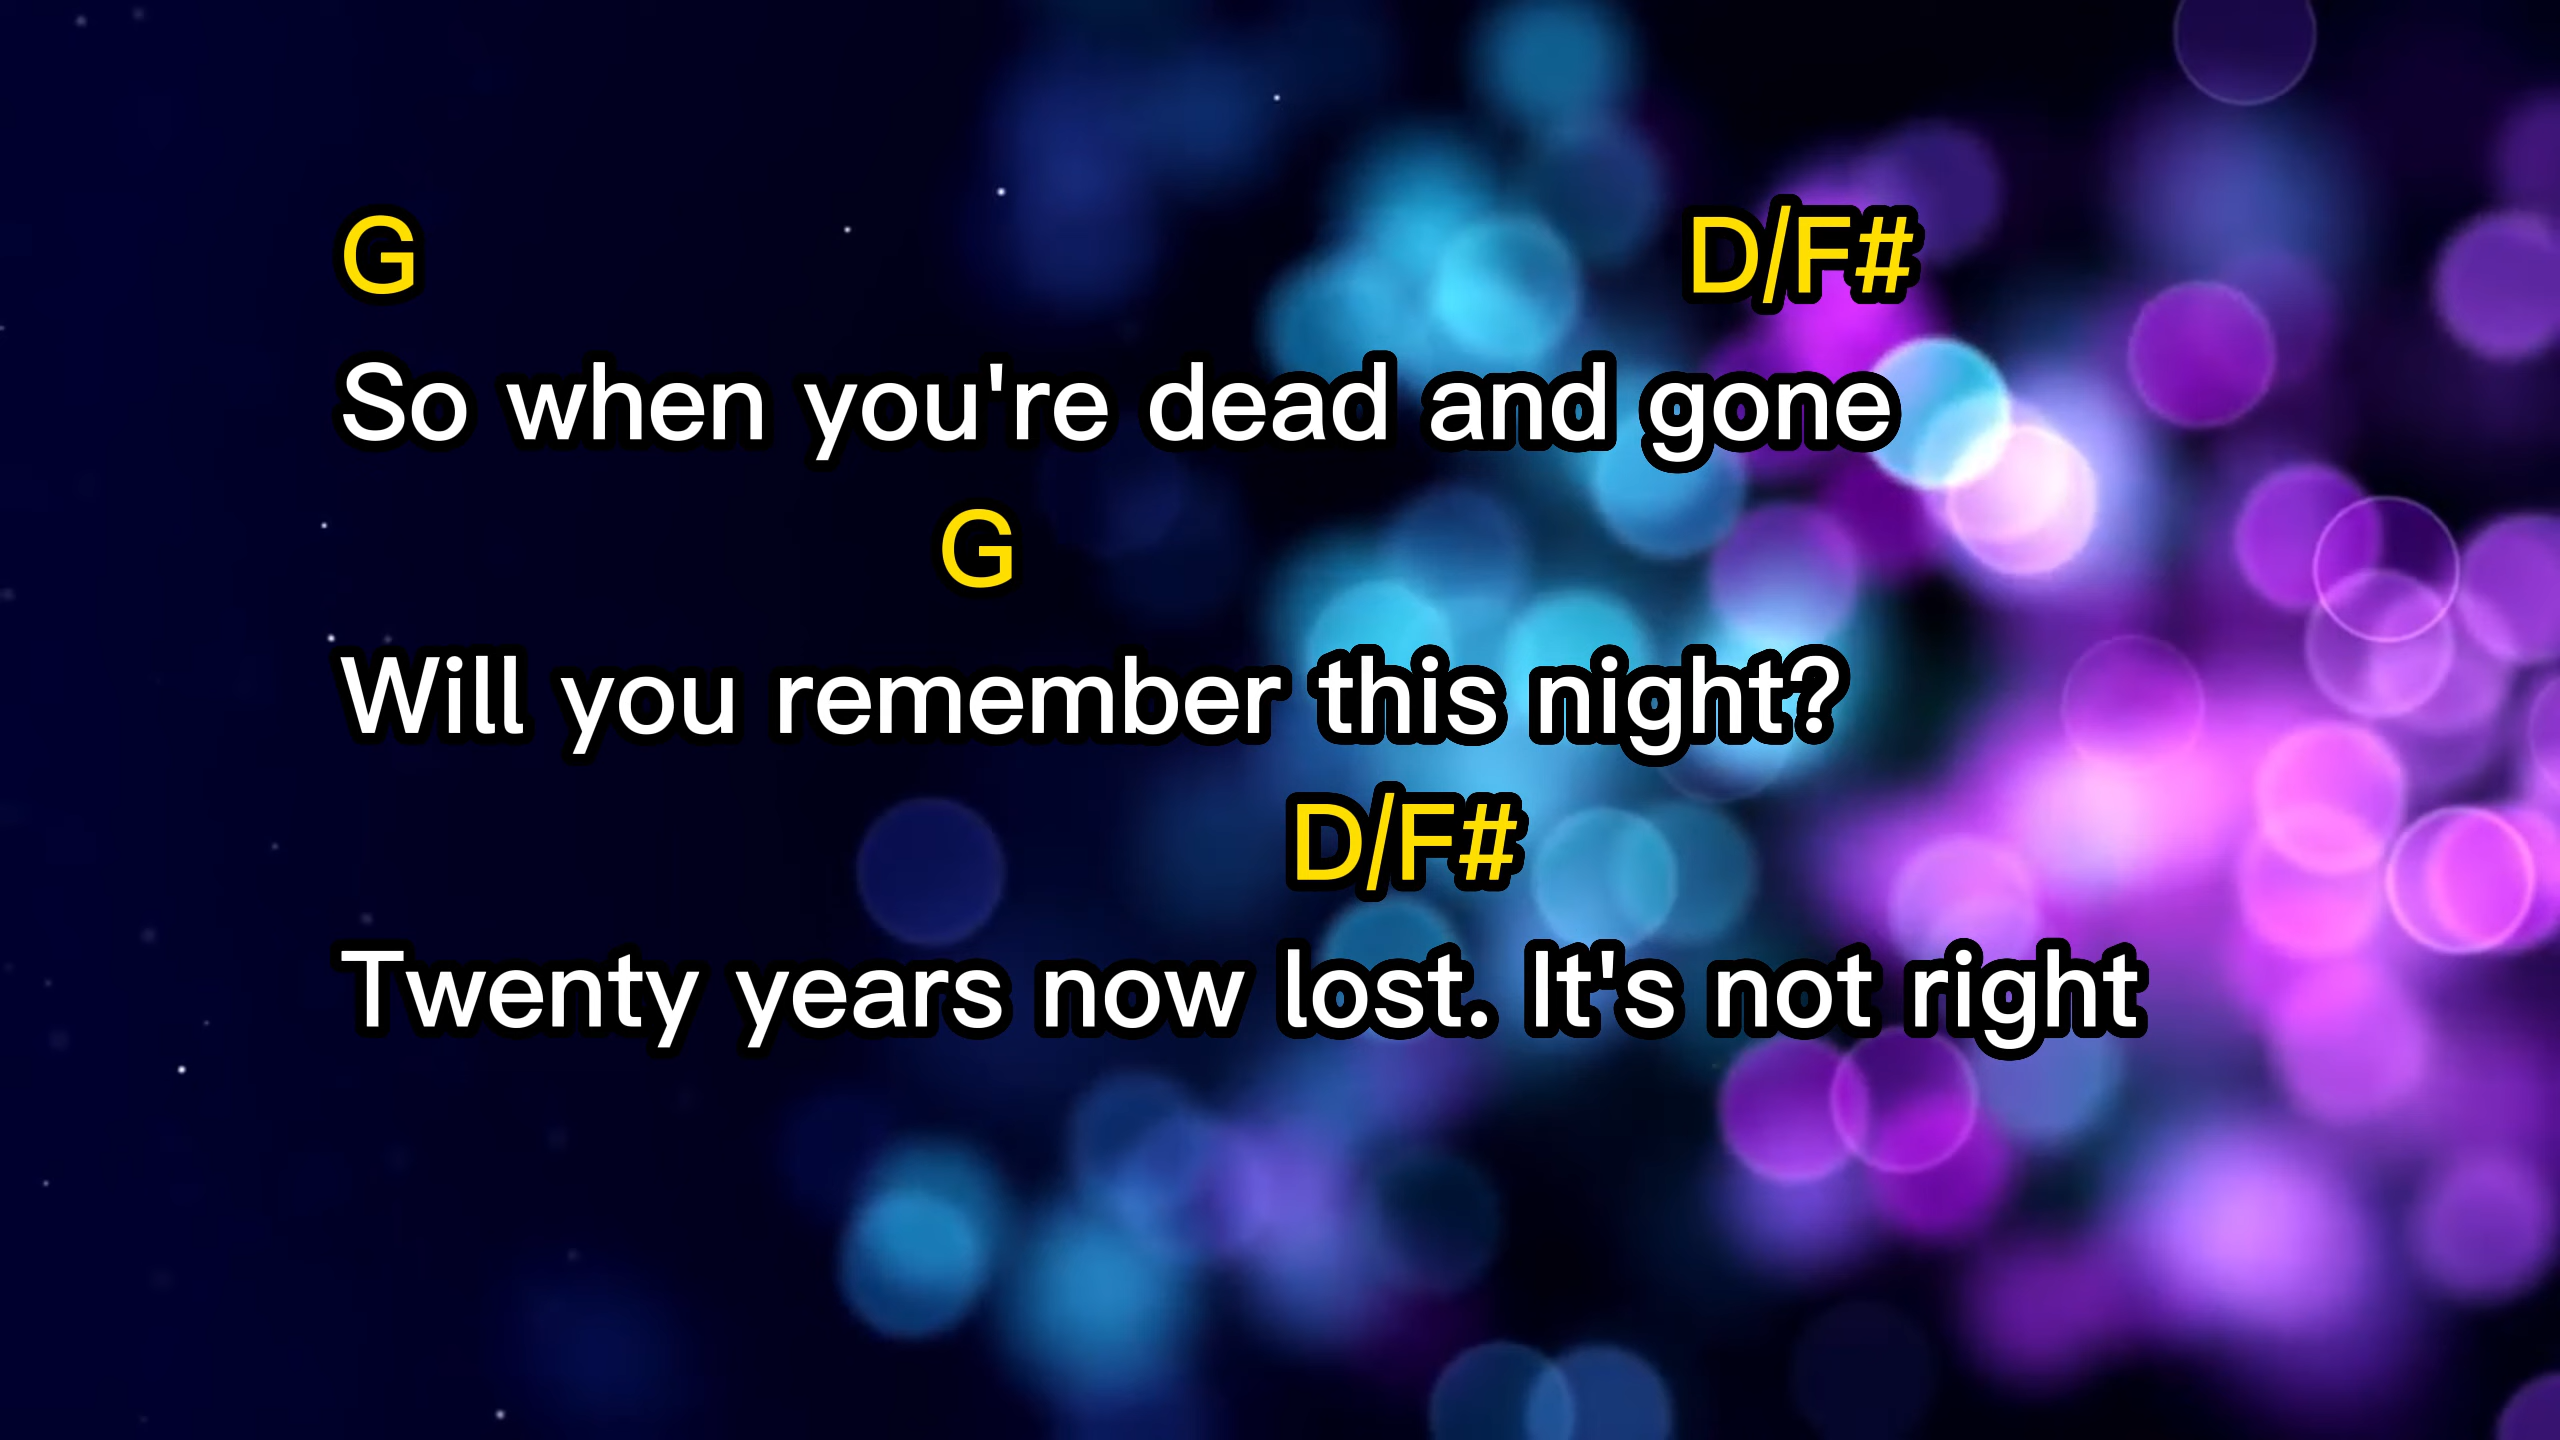 G D/F#
So when you're dead and gone
G
Will you remember this night?
D/F#
Twenty years now lost. It's not right